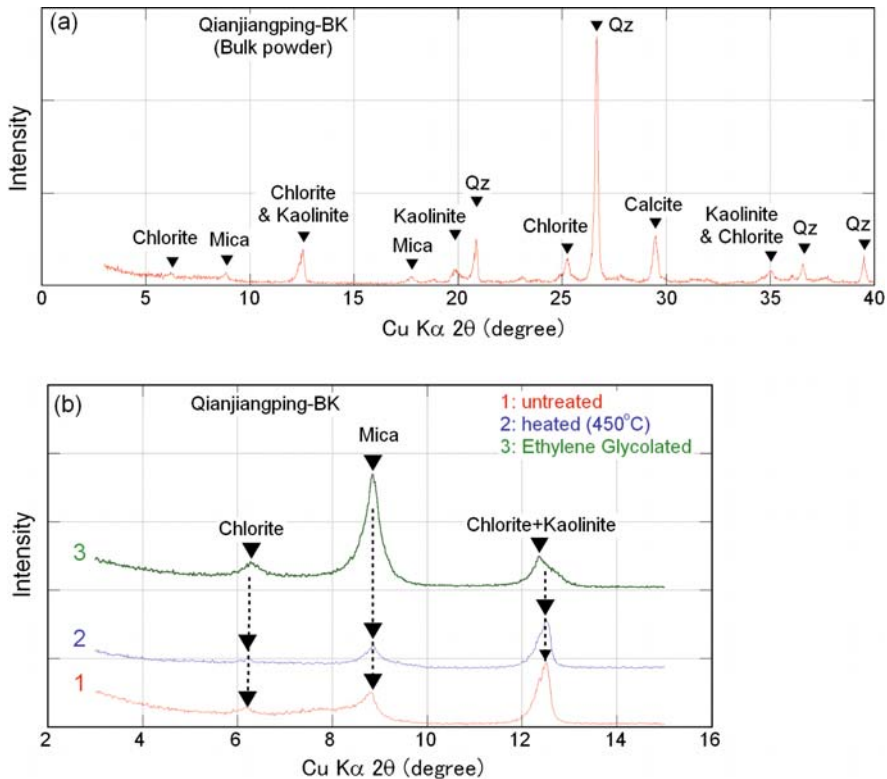 (a)
Qianjiangping-BK
(Bulk powder)
Qz
Chlorite
Mica
Chlorite
& Kaolinite
Mica
Kaolinite
Qz
Chlorite
Calcite
Kaolinite
& Chlorite
Qz
Qz
Intensity
0 5 10 15 20 25 30 35 40
Cu Kα 2θ (degree)
(b)
Qianjiangping-BK
1: untreated
2: heated (450°C)
3: Ethylene Glycolated
Mica
Chlorite
Chlorite+Kaolinite
3
2
1
Intensity
2 4 6 8 10 12 14 16
Cu Kα 2θ (degree)